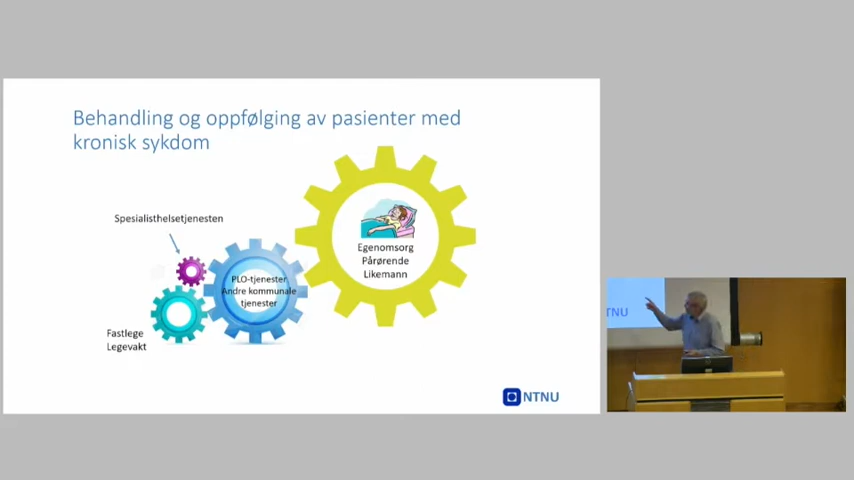 Behandling og oppfølging av pasienter med
kronisk sykdom
Spesialisthelsetjenesten
Egenomsorg
Pårørende
Likemann
PLO-tjenester
Andre kommunale
tjenester
Fastlege
Legevakt
NTNU
TNU